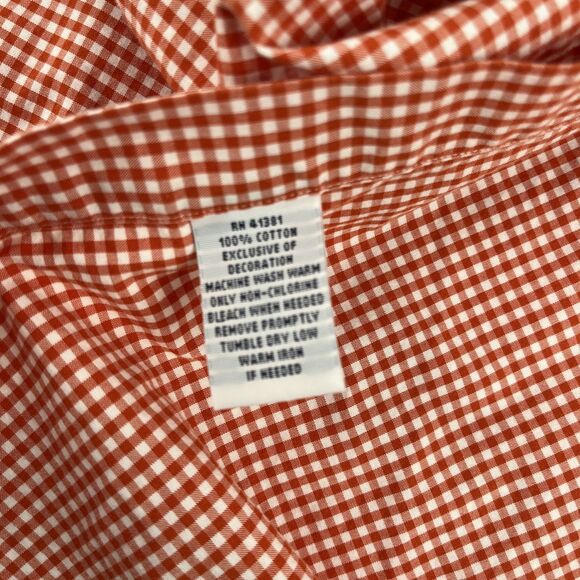 RN 41381
100% COTTON
EXCLUSIVE OF
DECORATION
MACHINE WASH WARM
ONLY NON-CHLORINE
BLEACH WHEN NEEDED
REMOVE PROMPTLY
TUMBLE DRY LOW
WARM IRON
IF NEEDED